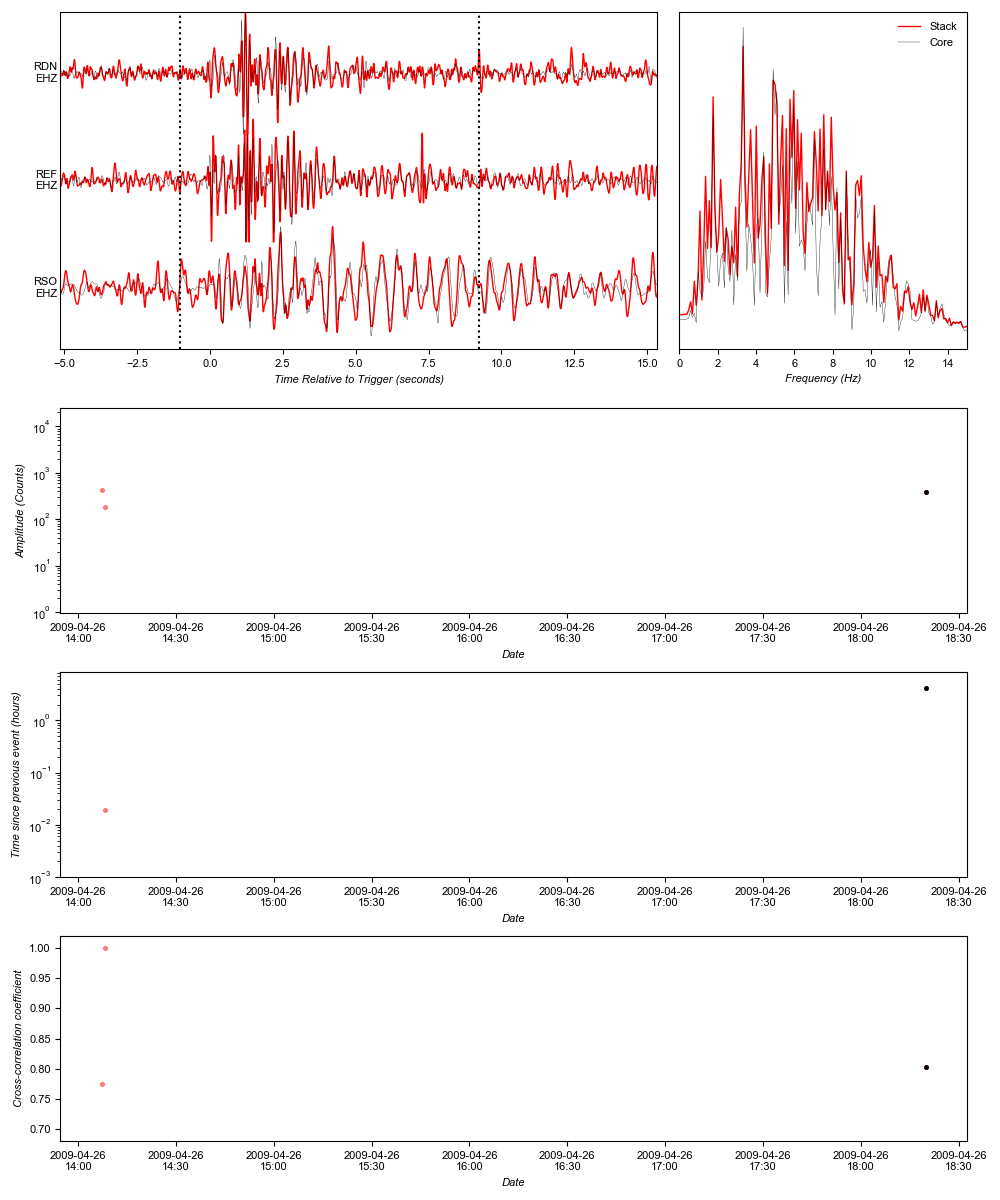 RDN
EHZ
REF
EHZ
RSO
EHZ
−5.0 −2.5 0.0 2.5 5.0 7.5 10.0 12.5 15.0
Time Relative to Trigger (seconds)
Stack
Core
0 2 4 6 8 10 12 14
Frequency (Hz)
10⁴
10³
10²
10¹
10⁰
Amplitude (Counts)
2009-04-26 2009-04-26 2009-04-26 2009-04-26 2009-04-26 2009-04-26 2009-04-26 2009-04-26 2009-04-26 2009-04-26
14:00 14:30 15:00 15:30 16:00 16:30 17:00 17:30 18:00 18:30
Date
10⁰
10⁻¹
10⁻²
10⁻³
Time since previous event (hours)
2009-04-26 2009-04-26 2009-04-26 2009-04-26 2009-04-26 2009-04-26 2009-04-26 2009-04-26 2009-04-26 2009-04-26
14:00 14:30 15:00 15:30 16:00 16:30 17:00 17:30 18:00 18:30
Date
1.00
0.95
0.90
0.85
0.80
0.75
0.70
Cross-correlation coefficient
2009-04-26 2009-04-26 2009-04-26 2009-04-26 2009-04-26 2009-04-26 2009-04-26 2009-04-26 2009-04-26 2009-04-26
14:00 14:30 15:00 15:30 16:00 16:30 17:00 17:30 18:00 18:30
Date